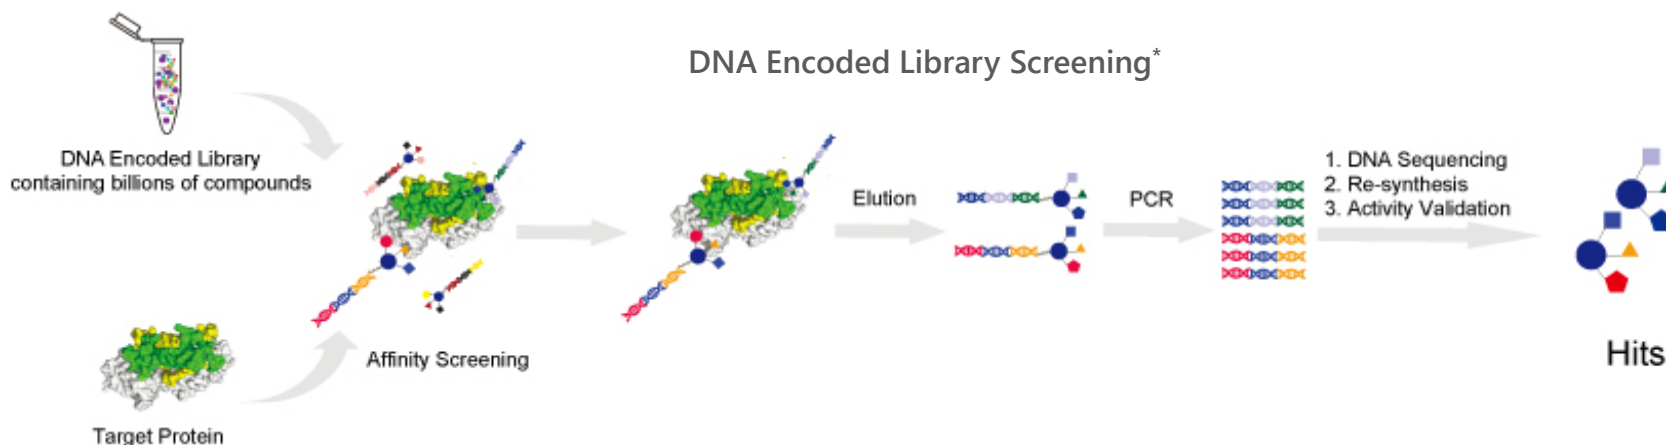 DNA Encoded Library Screening*
DNA Encoded Library
containing billions of compounds
Target Protein
Affinity Screening
Elution
PCR
1. DNA Sequencing
2. Re-synthesis
3. Activity Validation
Hits